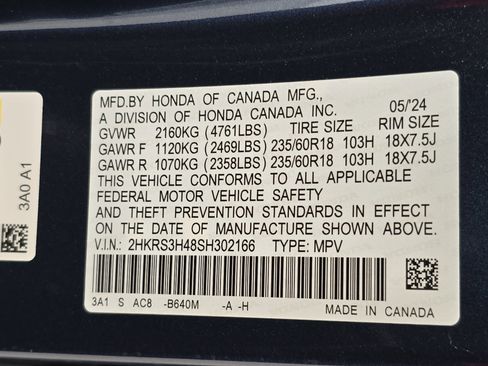 MFD.BY HONDA OF CANADA MFG.,
A DIVISION OF HONDA CANADA INC. 05/'24
GVWR 2160KG (4761LBS) TIRE SIZE RIM SIZE
GAWR F 1120KG (2469LBS) 235/60R18 103H 18X7.5J
GAWR R 1070KG (2358LBS) 235/60R18 103H 18X7.5J
THIS VEHICLE CONFORMS TO ALL APPLICABLE
FEDERAL MOTOR VEHICLE SAFETY
AND THEFT PREVENTION STANDARDS IN EFFECT
ON THE DATE OF MANUFACTURE SHOWN ABOVE.
V.I.N.: 2HKRS3H48SH302166 TYPE: MPV
3A1 S AC8 -B640M -A -H MADE IN CANADA
3A0 A1